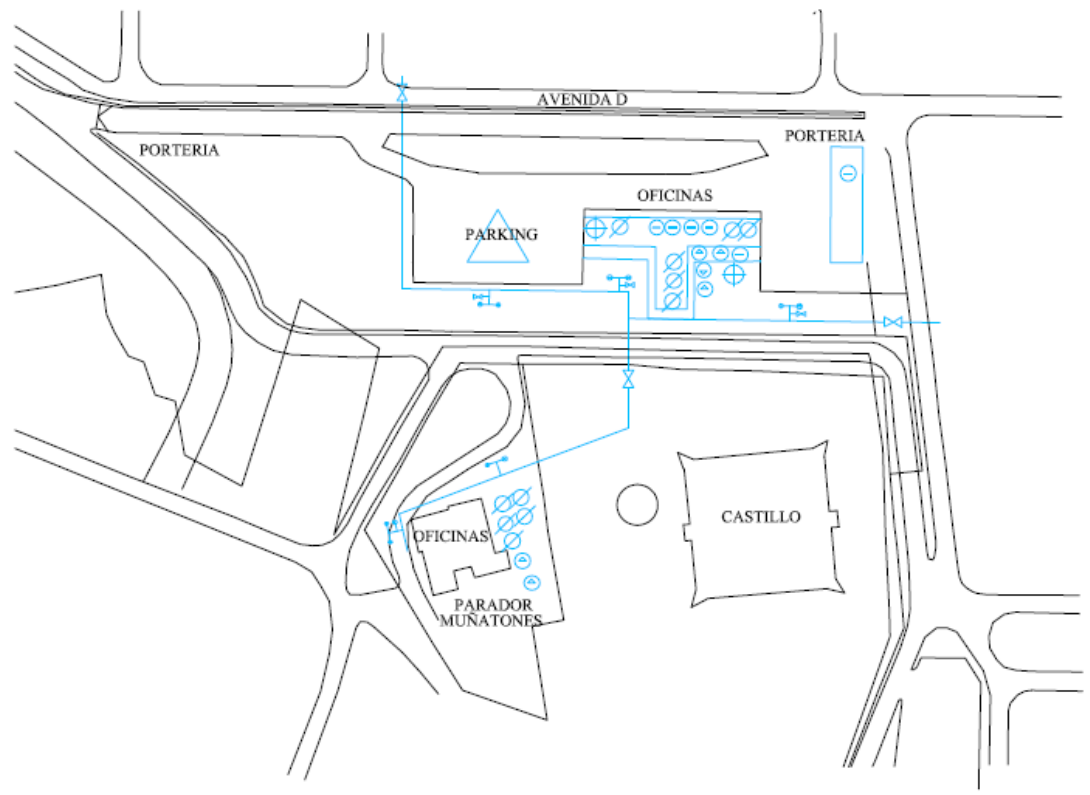 AVENIDA D
PORTERIA
PORTERIA
OFICINAS
PARKING
CASTILLO
OFICINAS
PARADOR
MUÑATONES